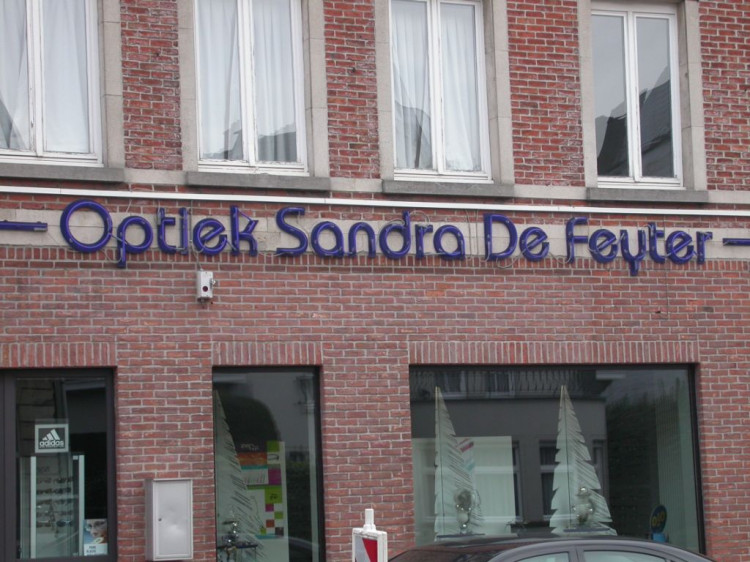 Optiek Sandra De Feyter
adidas